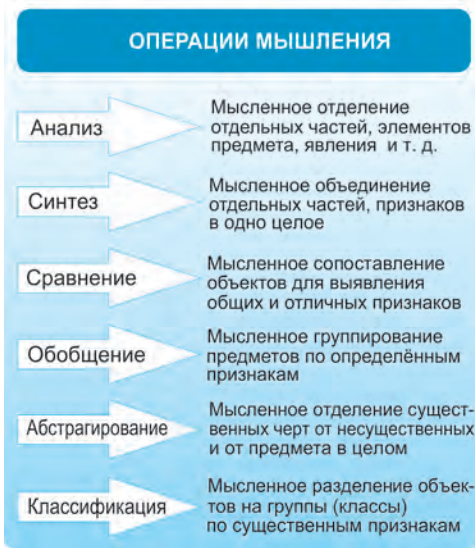 ОПЕРАЦИИ МЫШЛЕНИЯ
Анализ
Мысленное отделение
отдельных частей, элементов
предмета, явления и т. д.
Синтез
Мысленное объединение
отдельных частей, признаков
в одно целое
Сравнение
Мысленное сопоставление
объектов для выявления
общих и отличных признаков
Обобщение
Мысленное группирование
предметов по определённым
признакам
Абстрагирование
Мысленное отделение сущест-
венных черт от несущественных
и от предмета в целом
Классификация
Мысленное разделение объек-
тов на группы (классы)
по существенным признакам